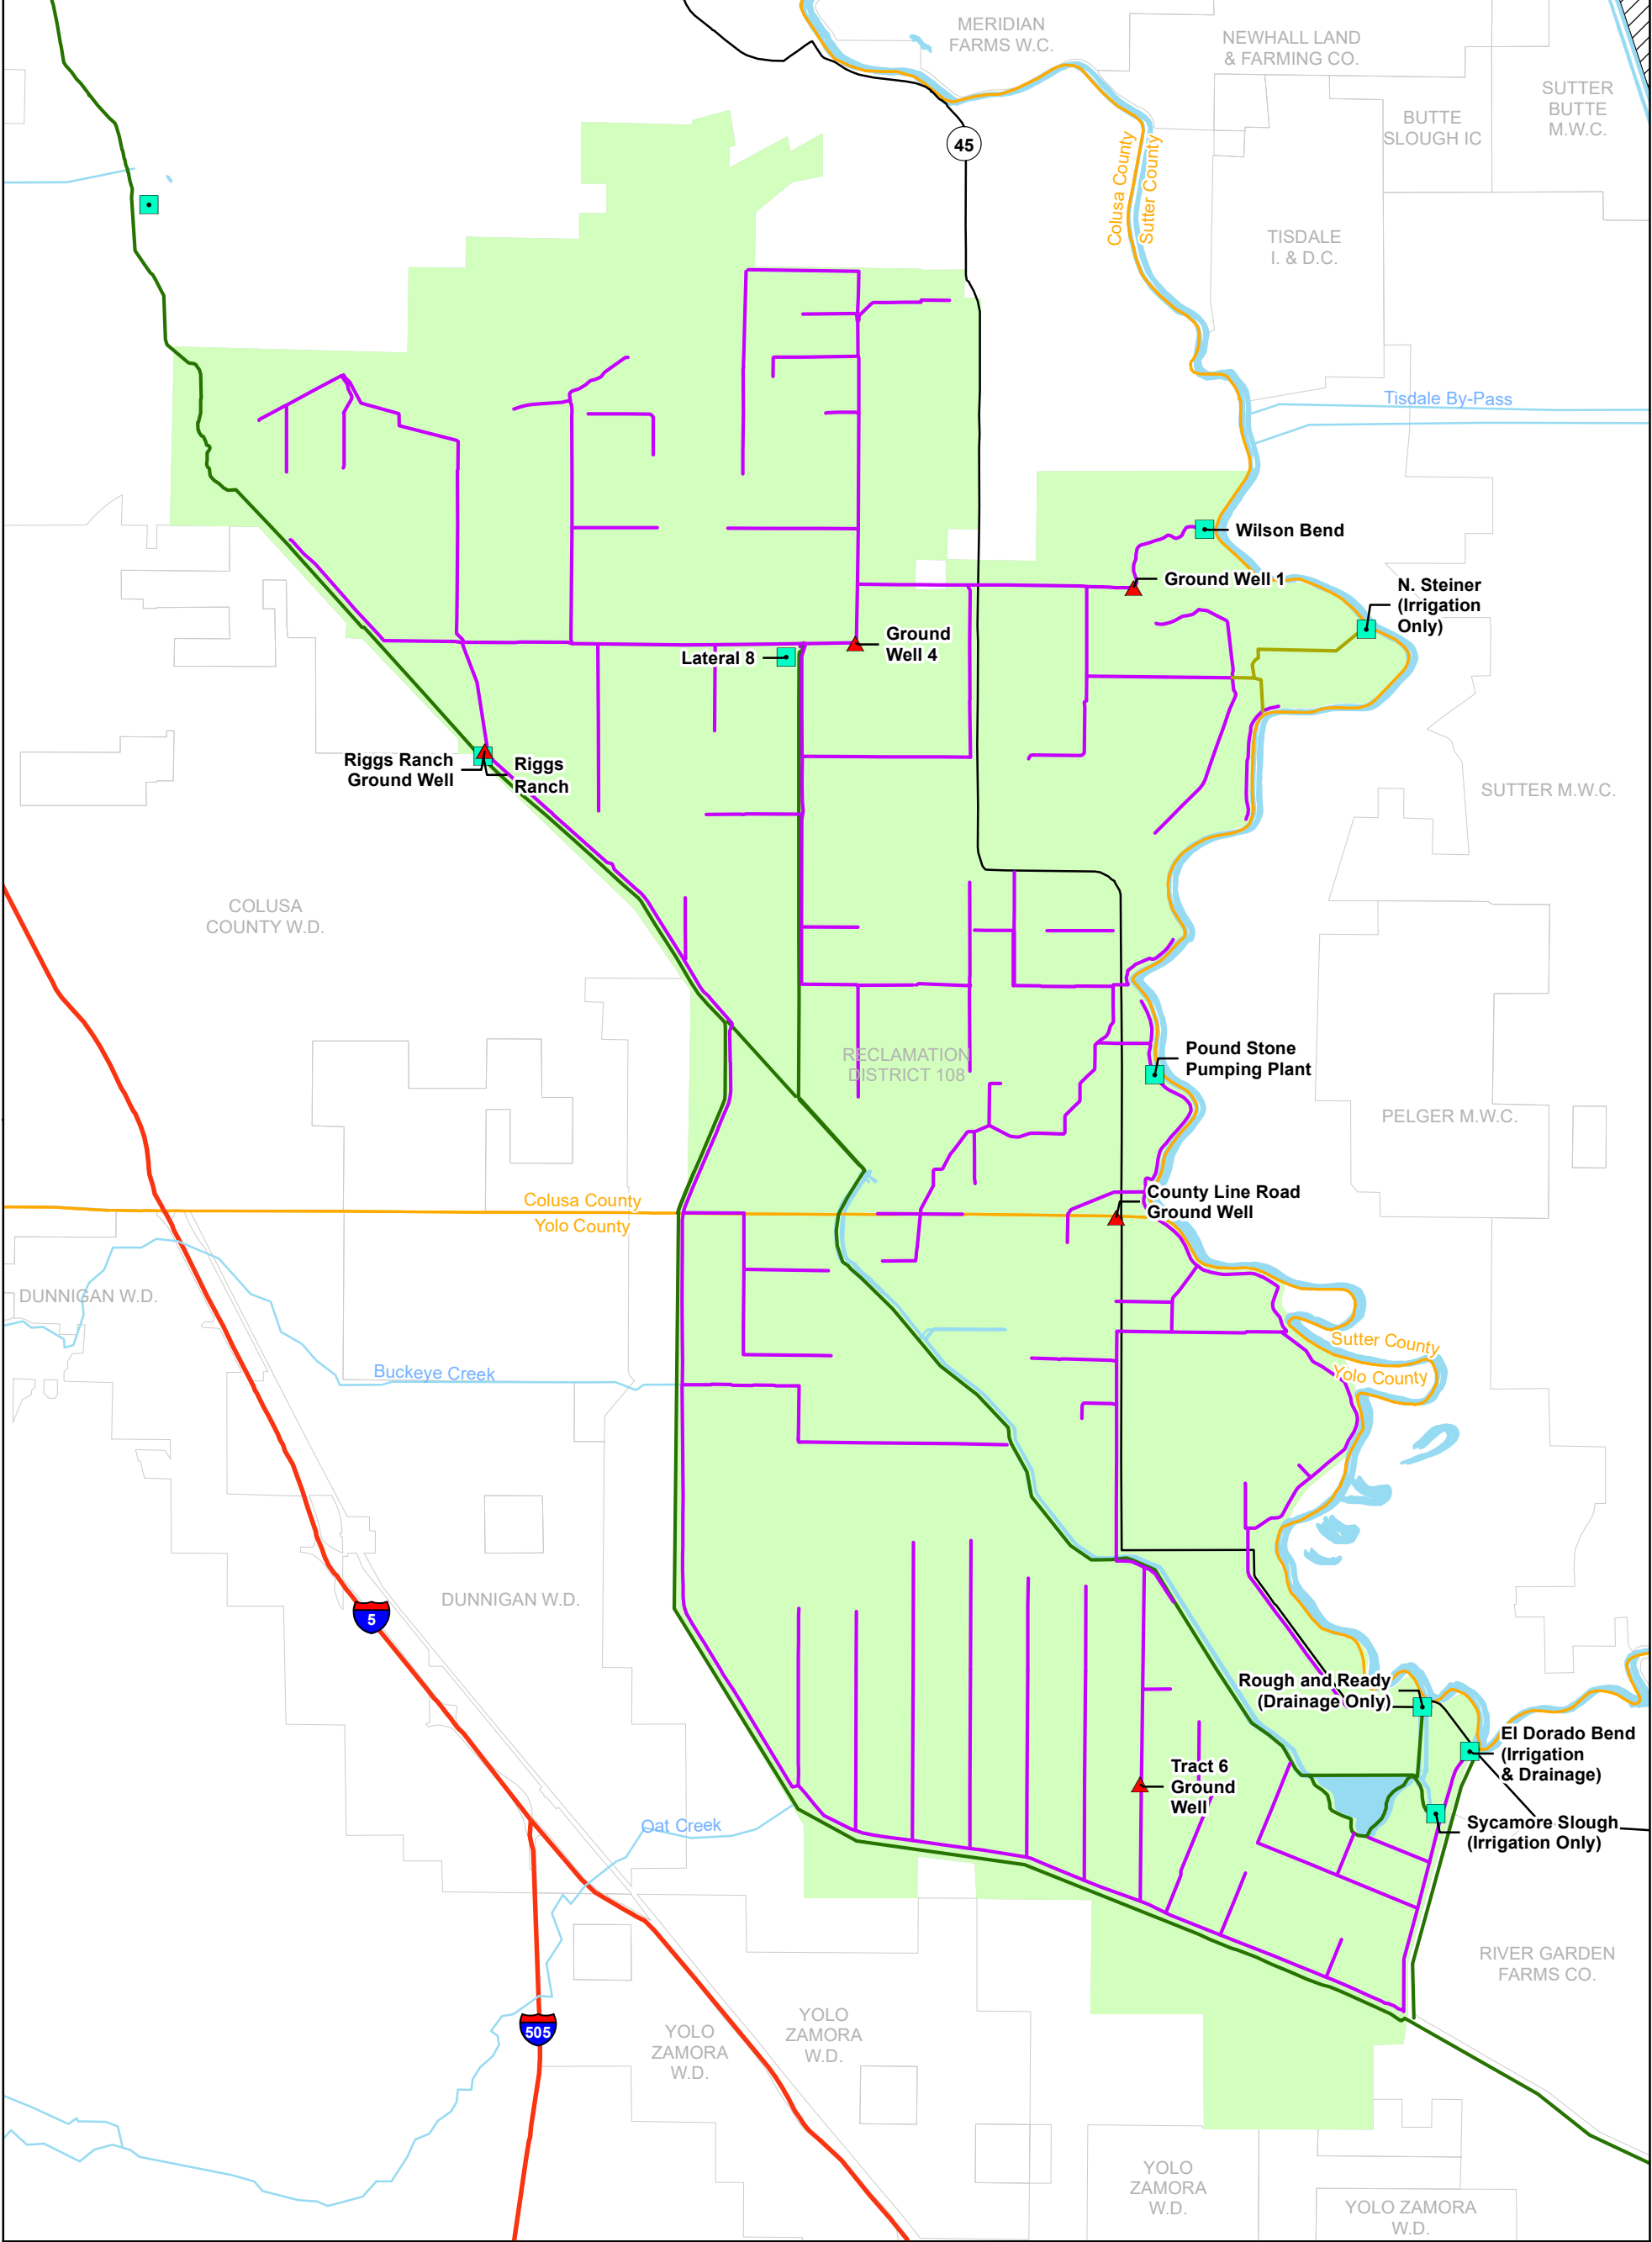 MERIDIAN
FARMS W.C.
NEWHALL LAND
& FARMING CO.
SUTTER
BUTTE
M.W.C.
BUTTE
SLOUGH IC
45
Colusa County
Sutter County
TISDALE
I. & D.C.
Tisdale By-Pass
Wilson Bend
Ground Well 1
N. Steiner
(Irrigation
Only)
Ground
Well 4
Lateral 8
Riggs Ranch
Ground Well
Riggs
Ranch
SUTTER M.W.C.
COLUSA
COUNTY W.D.
RECLAMATION
DISTRICT 108
Pound Stone
Pumping Plant
PELGER M.W.C.
County Line Road
Ground Well
Colusa County
Yolo County
DUNNIGAN W.D.
Buckeye Creek
Sutter County
Yolo County
DUNNIGAN W.D.
5
Rough and Ready
(Drainage Only)
El Dorado Bend
(Irrigation
& Drainage)
Tract 6
Ground
Well
Oat Creek
Sycamore Slough
(Irrigation Only)
RIVER GARDEN
FARMS CO.
505
YOLO
ZAMORA
W.D.
YOLO
ZAMORA
W.D.
YOLO
ZAMORA
W.D.
YOLO ZAMORA
W.D.